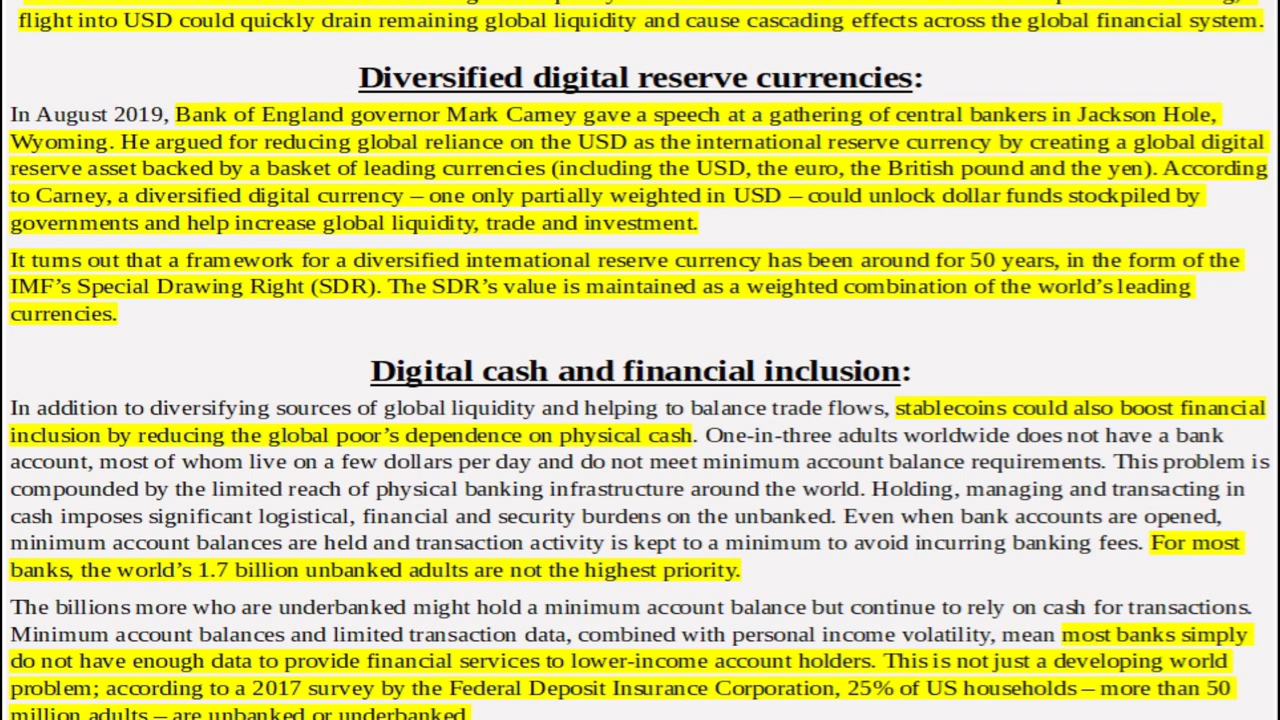 flight into USD could quickly drain remaining global liquidity and cause cascading effects across the global financial system.
Diversified digital reserve currencies:
In August 2019, Bank of England governor Mark Carney gave a speech at a gathering of central bankers in Jackson Hole,
Wyoming. He argued for reducing global reliance on the USD as the international reserve currency by creating a global digital
reserve asset backed by a basket of leading currencies (including the USD, the euro, the British pound and the yen). According
to Carney, a diversified digital currency – one only partially weighted in USD – could unlock dollar funds stockpiled by
governments and help increase global liquidity, trade and investment.
It turns out that a framework for a diversified international reserve currency has been around for 50 years, in the form of the
IMF’s Special Drawing Right (SDR). The SDR’s value is maintained as a weighted combination of the world’s leading
currencies.
Digital cash and financial inclusion:
In addition to diversifying sources of global liquidity and helping to balance trade flows, stablecoins could also boost financial
inclusion by reducing the global poor’s dependence on physical cash. One-in-three adults worldwide does not have a bank
account, most of whom live on a few dollars per day and do not meet minimum account balance requirements. This problem is
compounded by the limited reach of physical banking infrastructure around the world. Holding, managing and transacting in
cash imposes significant logistical, financial and security burdens on the unbanked. Even when bank accounts are opened,
minimum account balances are held and transaction activity is kept to a minimum to avoid incurring banking fees. For most
banks, the world’s 1.7 billion unbanked adults are not the highest priority.
The billions more who are underbanked might hold a minimum account balance but continue to rely on cash for transactions.
Minimum account balances and limited transaction data, combined with personal income volatility, mean most banks simply
do not have enough data to provide financial services to lower-income account holders. This is not just a developing world
problem; according to a 2017 survey by the Federal Deposit Insurance Corporation, 25% of US households – more than 50
million adults – are unbanked or underbanked.